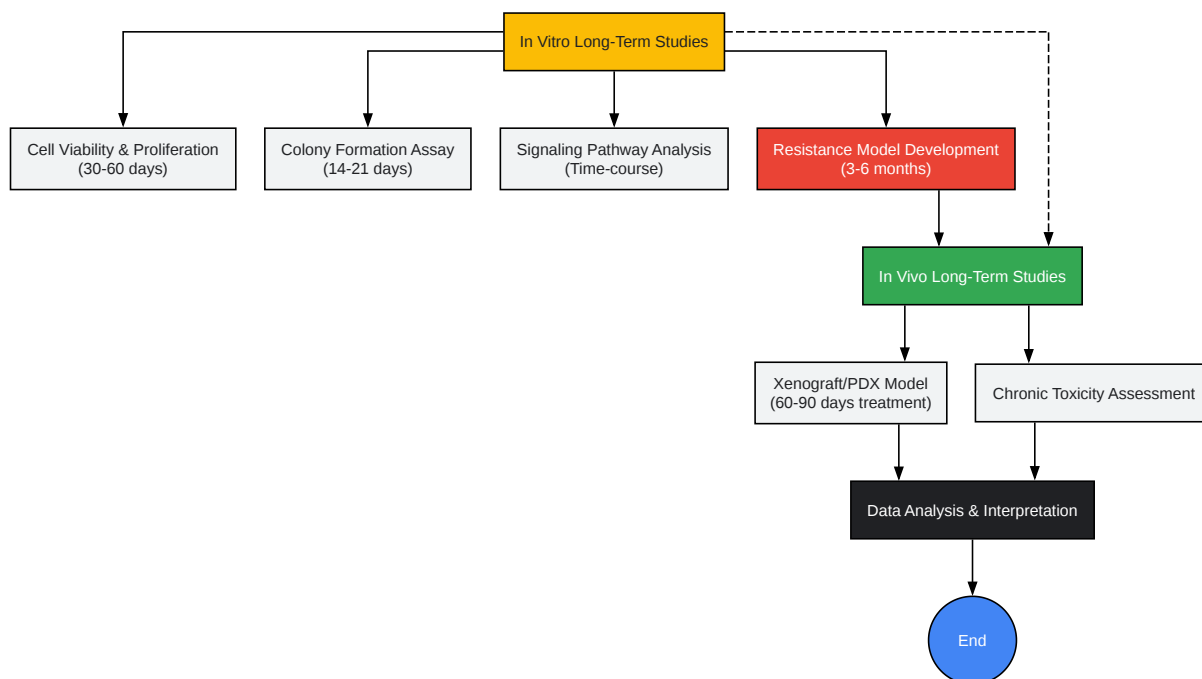 In Vitro Long-Term Studies
Cell Viability & Proliferation
(30-60 days)
Colony Formation Assay
(14-21 days)
Signaling Pathway Analysis
(Time-course)
Resistance Model Development
(3-6 months)
In Vivo Long-Term Studies
Xenograft/PDX Model
(60-90 days treatment)
Chronic Toxicity Assessment
Data Analysis & Interpretation
End